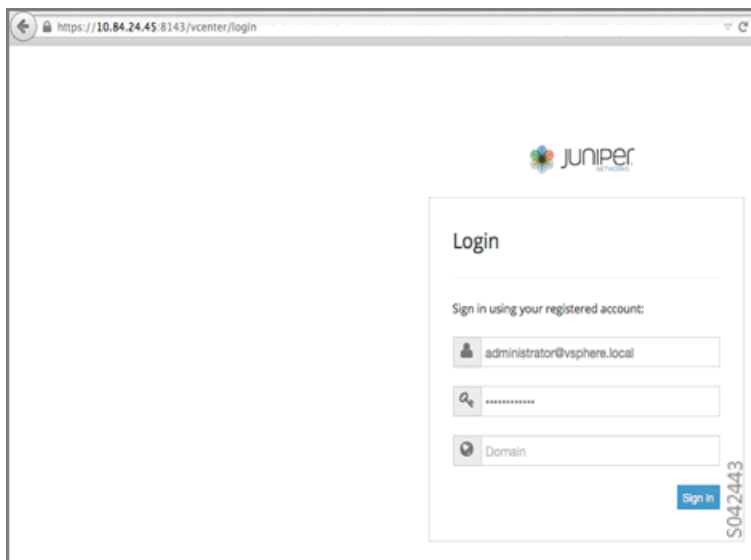 https://10.84.24.45:8143/vcenter/login
JUNIPER
NETWORKS
Login
Sign in using your registered account:
administrator@vsphere.local
Domain
Sign in
S042443